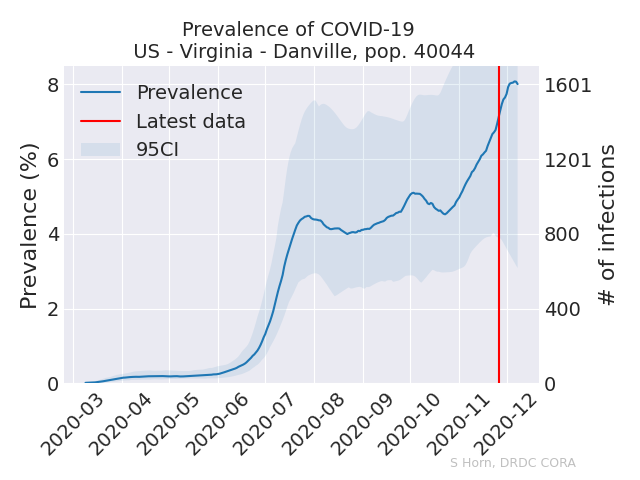 Prevalence of COVID-19
US - Virginia - Danville, pop. 40044
Prevalence
Latest data
95CI
Prevalence (%)
8
6
4
2
0
1601
1201
800
400
0
# of infections
2020-03
2020-04
2020-05
2020-06
2020-07
2020-08
2020-09
2020-10
2020-11
2020-12
S Horn, DRDC CORA